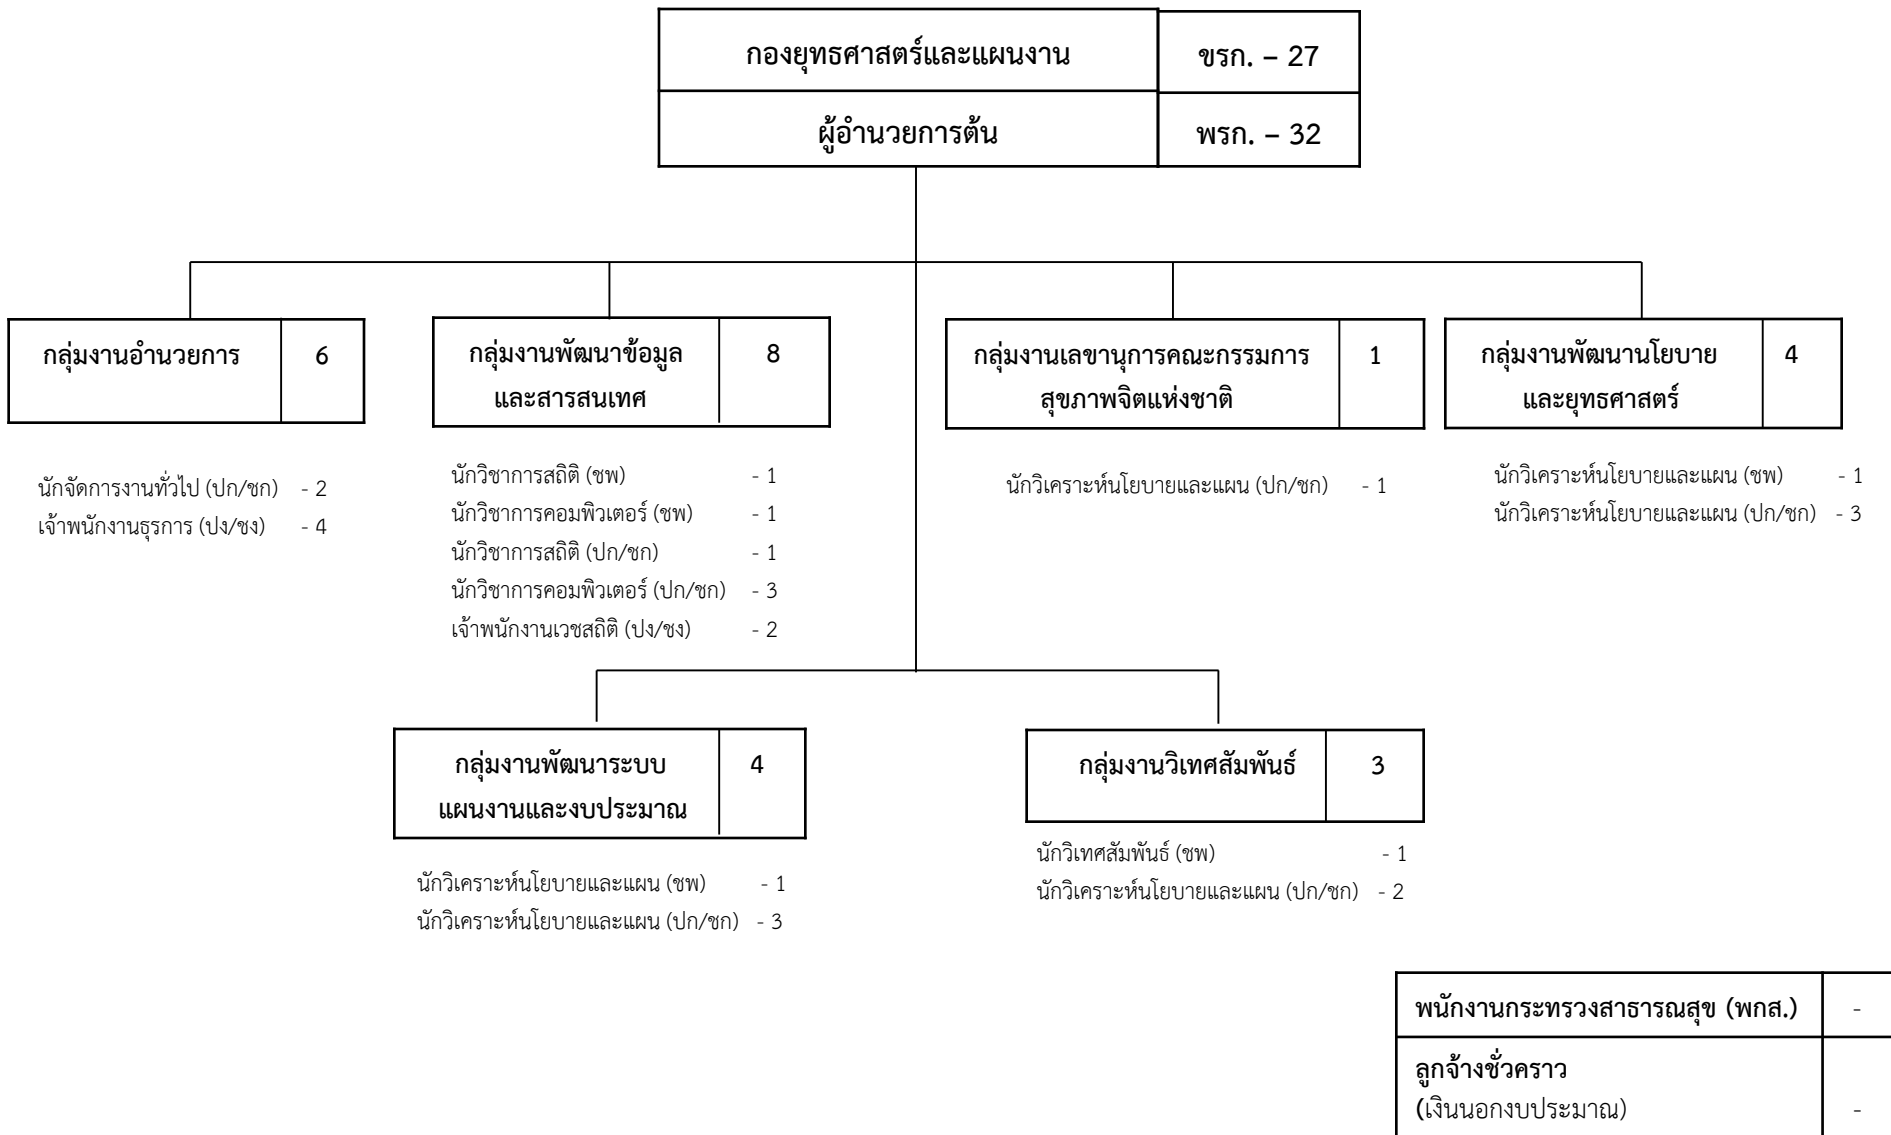 กองยุทธศาสตร์และแผนงาน ขรก. – 27
ผู้อำนวยการต้น พรก. – 32
กลุ่มงานอำนวยการ 6
กลุ่มงานพัฒนาข้อมูล 8
และสารสนเทศ
กลุ่มงานเลขานุการคณะกรรมการ 1
สุขภาพจิตแห่งชาติ
กลุ่มงานพัฒนานโยบาย 4
และยุทธศาสตร์
นักจัดการงานทั่วไป (ปก/ชก) - 2
เจ้าพนักงานธุรการ (ปง/ชง) - 4
นักวิชาการสถิติ (ชพ) - 1
นักวิชาการคอมพิวเตอร์ (ชพ) - 1
นักวิชาการสถิติ (ปก/ชก) - 1
นักวิชาการคอมพิวเตอร์ (ปก/ชก) - 3
เจ้าพนักงานเวชสถิติ (ปง/ชง) - 2
นักวิเคราะห์นโยบายและแผน (ปก/ชก) - 1
นักวิเคราะห์นโยบายและแผน (ชพ) - 1
นักวิเคราะห์นโยบายและแผน (ปก/ชก) - 3
กลุ่มงานพัฒนาระบบ 4
แผนงานและงบประมาณ
กลุ่มงานวิเทศสัมพันธ์ 3
นักวิเคราะห์นโยบายและแผน (ชพ) - 1
นักวิเคราะห์นโยบายและแผน (ปก/ชก) - 3
นักวิเทศสัมพันธ์ (ชพ) - 1
นักวิเคราะห์นโยบายและแผน (ปก/ชก) - 2
พนักงานกระทรวงสาธารณสุข (พกส.) -
ลูกจ้างชั่วคราว
(เงินนอกงบประมาณ) -